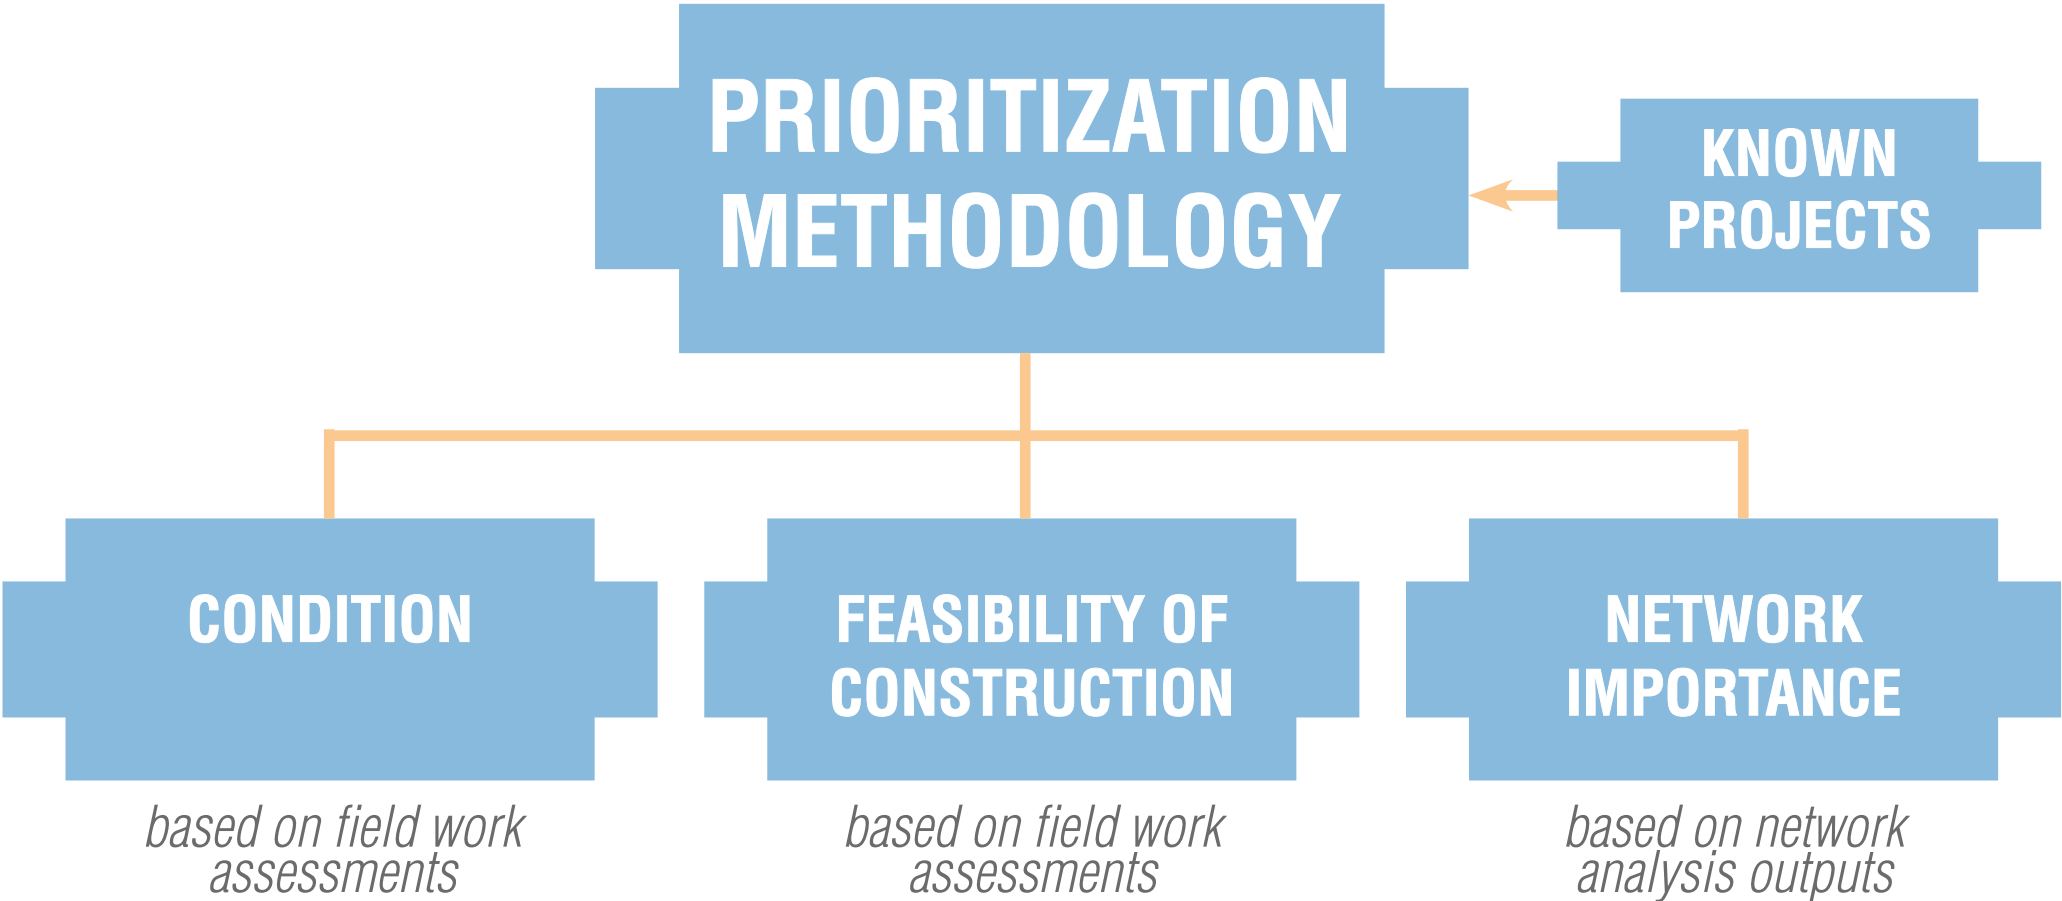 PRIORITIZATION
METHODOLOGY
KNOWN
PROJECTS
CONDITION
based on field work
assessments
FEASIBILITY OF
CONSTRUCTION
based on field work
assessments
NETWORK
IMPORTANCE
based on network
analysis outputs